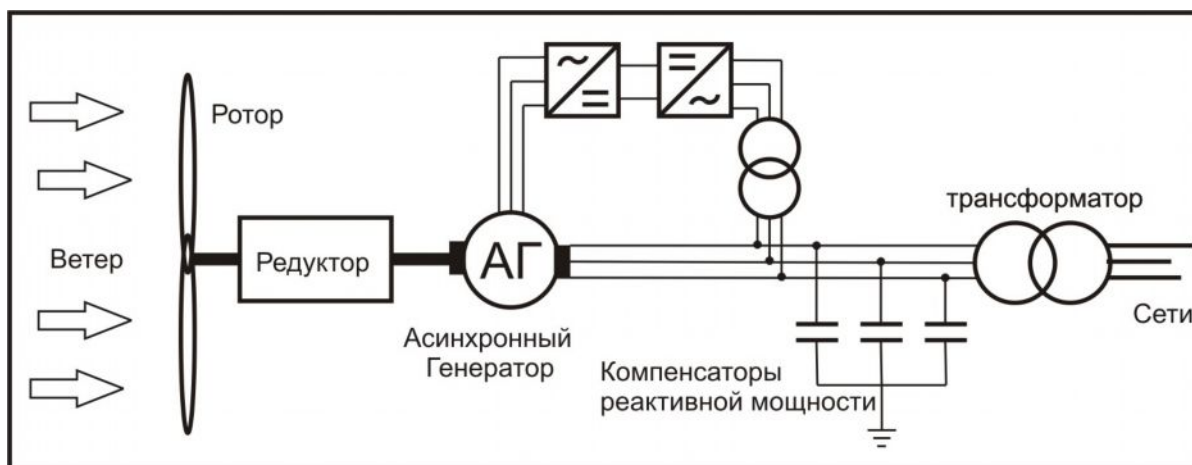 Ротор
трансформатор
Ветер
Редуктор
АГ
Сети
Асинхронный
Генератор
Компенсаторы
реактивной мощности